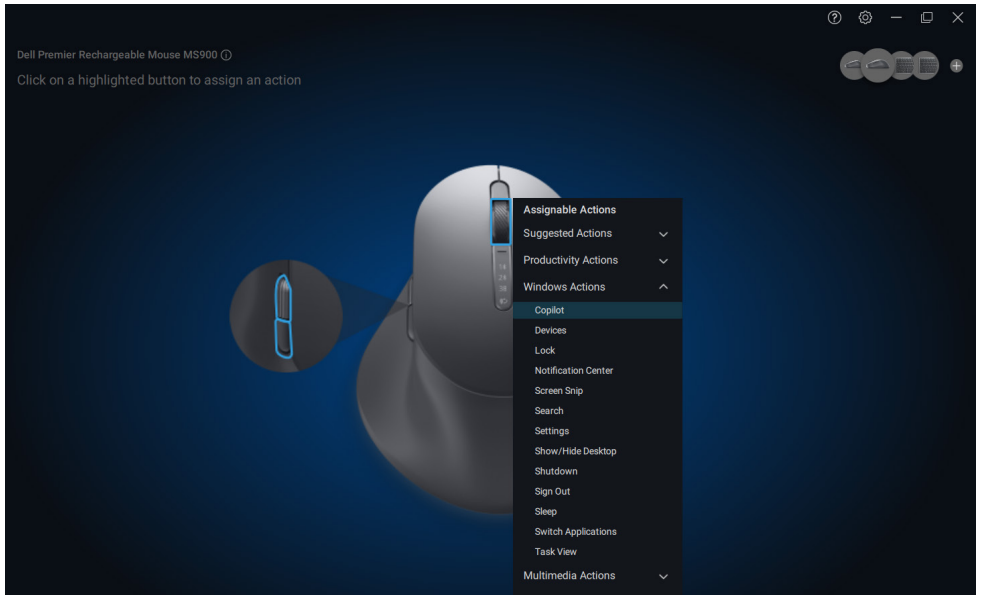 Dell Premier Rechargeable Mouse MS900
Click on a highlighted button to assign an action
Assignable Actions
Suggested Actions
Productivity Actions
Windows Actions
Copilot
Devices
Lock
Notification Center
Screen Snip
Search
Settings
Show/Hide Desktop
Shutdown
Sign Out
Sleep
Switch Applications
Task View
Multimedia Actions